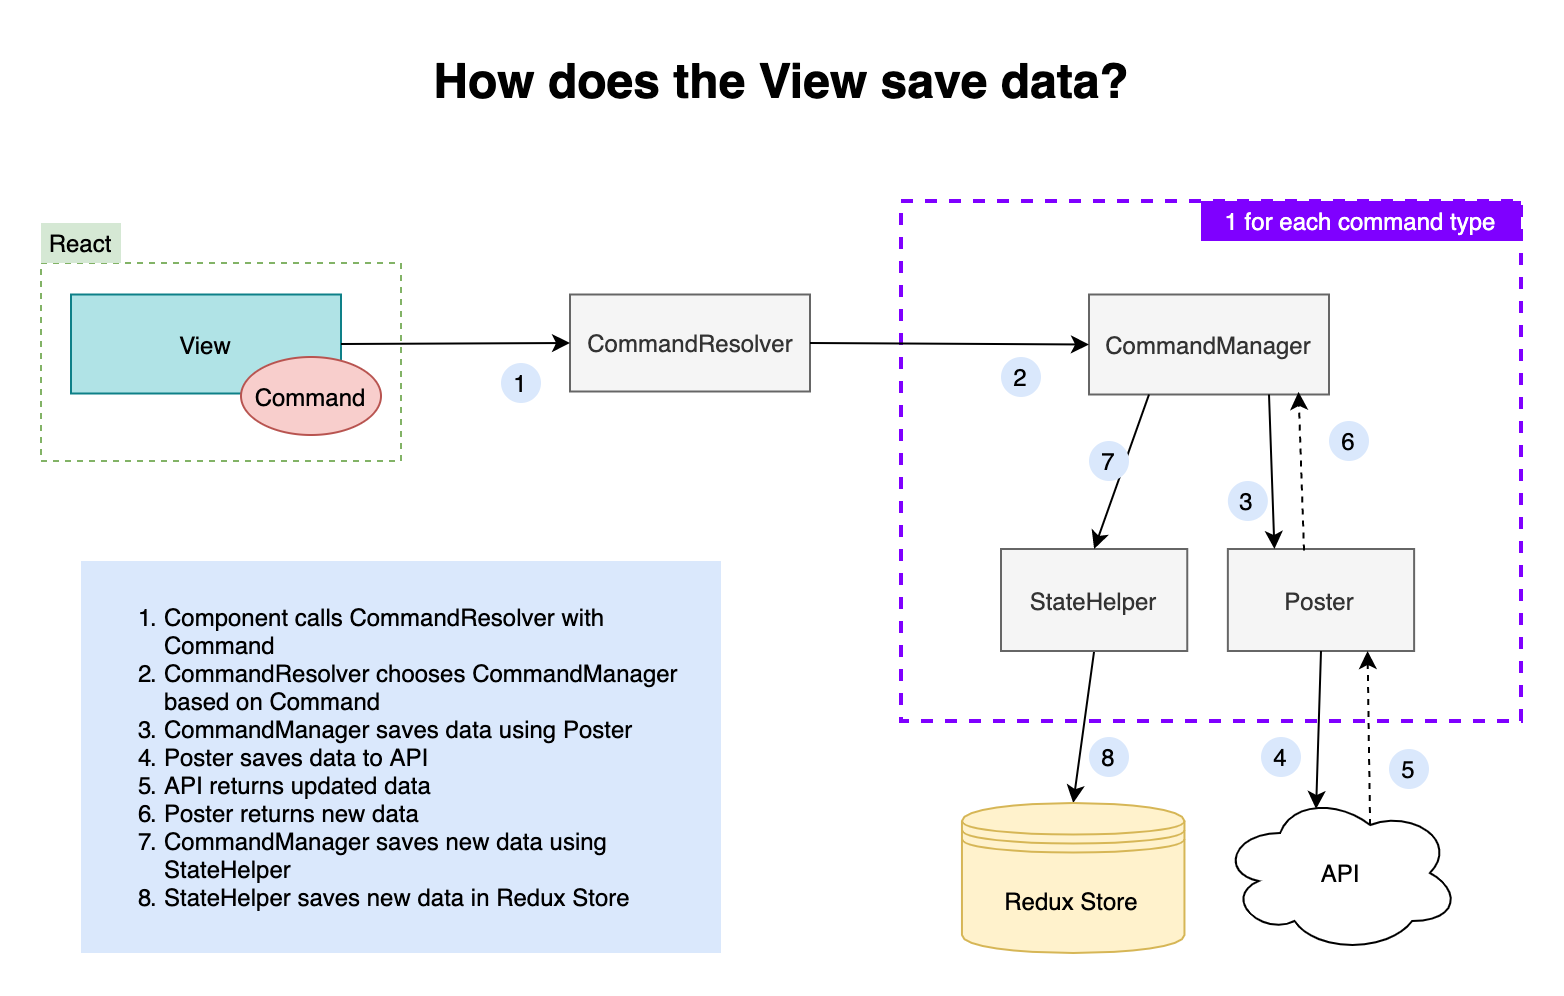 How does the View save data?
1 for each command type
React
View
Command
CommandResolver
CommandManager
1
2
7
6
3
StateHelper
Poster
8
4
5
Redux Store
API
1. Component calls CommandResolver with
Command
2. CommandResolver chooses CommandManager
based on Command
3. CommandManager saves data using Poster
4. Poster saves data to API
5. API returns updated data
6. Poster returns new data
7. CommandManager saves new data using
StateHelper
8. StateHelper saves new data in Redux Store